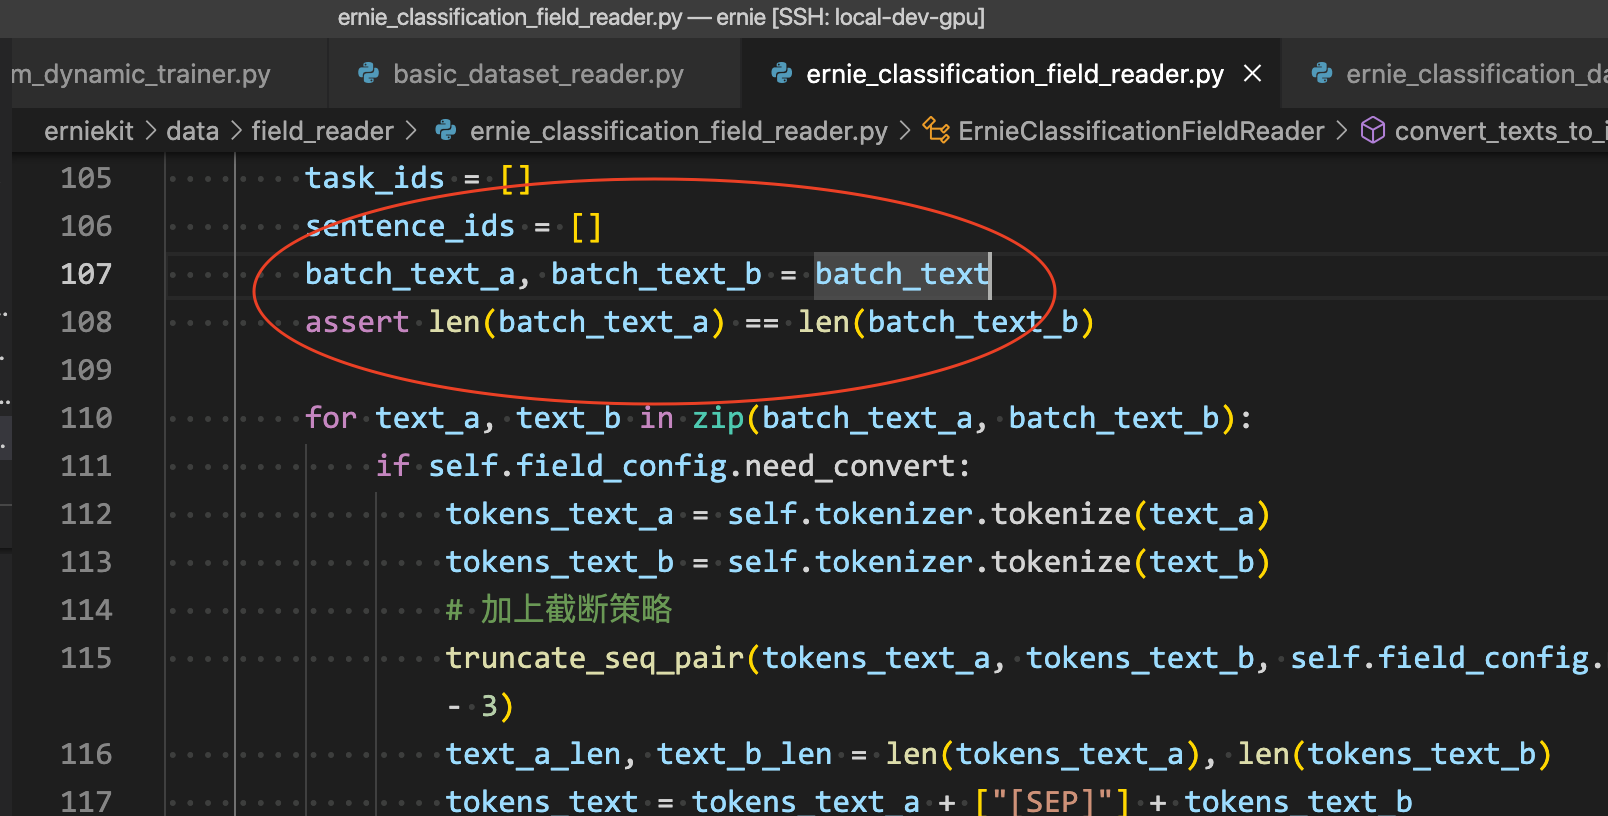 ernie_classification_field_reader.py — ernie [SSH: local-dev-gpu]
m_dynamic_trainer.py basic_dataset_reader.py ernie_classification_field_reader.py ernie_classification_da
erniekit > data > field_reader > ernie_classification_field_reader.py > ErnieClassificationFieldReader > convert_texts_to_i
105 task_ids = []
106 sentence_ids = []
107 batch_text_a, batch_text_b = batch_text
108 assert len(batch_text_a) == len(batch_text_b)
109
110 for text_a, text_b in zip(batch_text_a, batch_text_b):
111 if self.field_config.need_convert:
112 tokens_text_a = self.tokenizer.tokenize(text_a)
113 tokens_text_b = self.tokenizer.tokenize(text_b)
114 # 加上截断策略
115 truncate_seq_pair(tokens_text_a, tokens_text_b, self.field_config.
- 3)
116 text_a_len, text_b_len = len(tokens_text_a), len(tokens_text_b)
117 tokens_text = tokens_text_a + ["[SEP]"] + tokens_text_b